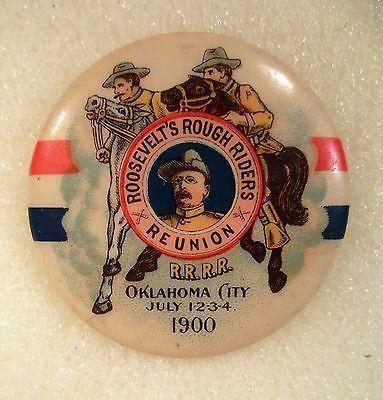 ROOSEVELT'S ROUGH RIDERS
REUNION
R.R.R.R.
OKLAHOMA CITY
JULY 1-2-3-4.
1900